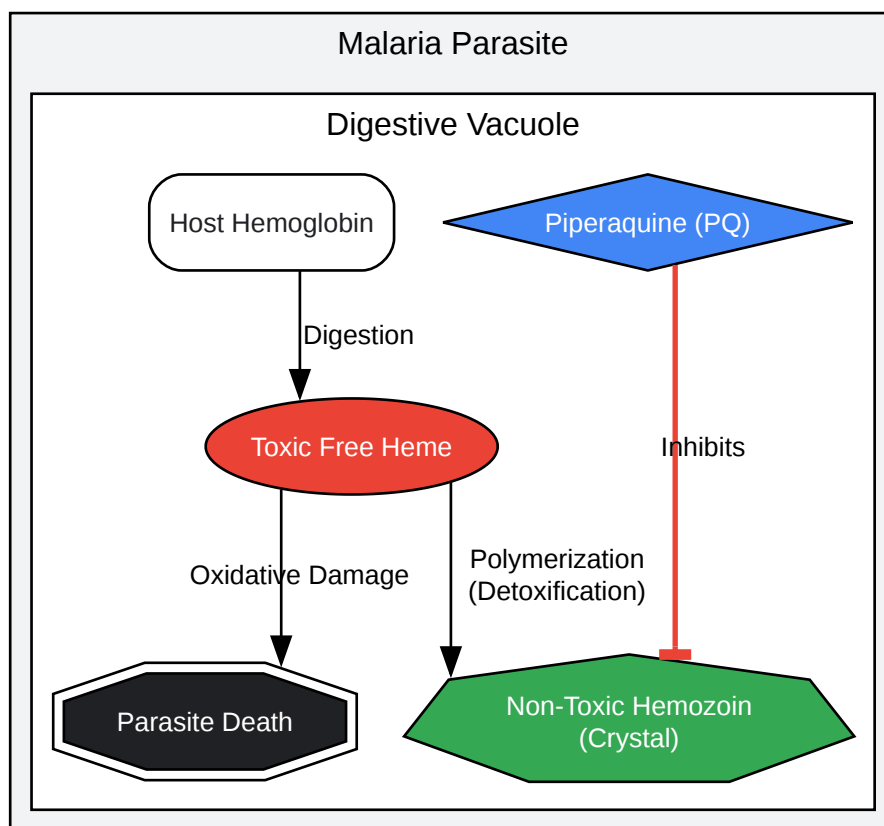 Malaria Parasite
Digestive Vacuole
Host Hemoglobin
Piperaquine (PQ)
Digestion
Toxic Free Heme
Inhibits
Oxidative Damage
Polymerization
(Detoxification)
Parasite Death
Non-Toxic Hemozoin
(Crystal)